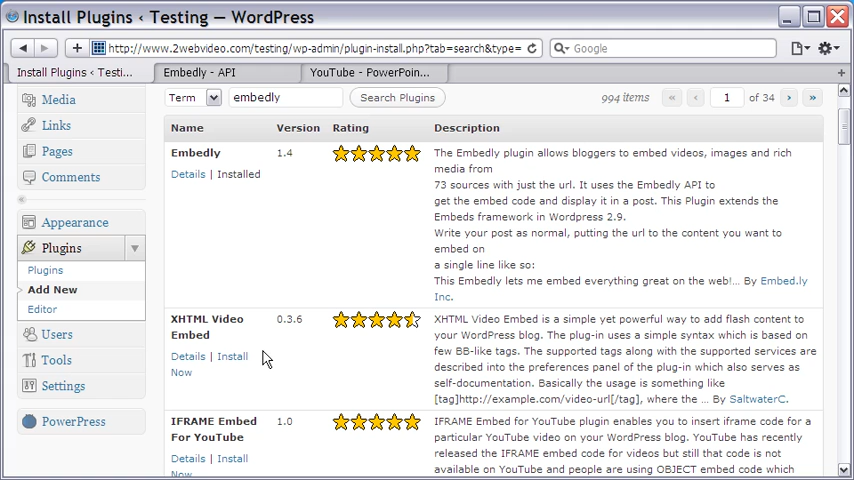 Install Plugins ‹ Testing — WordPress
http://www.2webvideo.com/testing/wp-admin/plugin-install.php?tab=search&type=
Google
Install Plugins ‹ Testi...
Embedly - API
YouTube - PowerPoin...
Media
Links
Pages
Comments
Appearance
Plugins
Plugins
Add New
Editor
Users
Tools
Settings
PowerPress
Term
embedly
Search Plugins
994 items
«
‹
1
of 34
›
»
Name
Version
Rating
Description
Embedly
1.4
Details | Installed
The Embedly plugin allows bloggers to embed videos, images and rich
media from
73 sources with just the url. It uses the Embedly API to
get the embed code and display it in a post. This Plugin extends the
Embeds framework in Wordpress 2.9.
Write your post as normal, putting the url to the content you want to
embed on
a single line like so:
This Embedly lets me embed everything great on the web!... By Embed.ly
Inc.
XHTML Video
Embed
0.3.6
Details | Install
Now
XHTML Video Embed is a simple yet powerful way to add flash content to
your WordPress blog. The plug-in uses a simple syntax which is based on
few BB-like tags. The supported tags along with the supported services are
described into the preferences panel of the plug-in which also serves as
self-documentation. Basically the usage is something like
[tag]http://example.com/video-url[/tag], where the ... By SaltwaterC.
IFRAME Embed
For YouTube
1.0
Details | Install
Now
IFRAME Embed for YouTube plugin enables you to insert iframe code for a
particular YouTube video on your WordPress blog. YouTube has recently
released the IFRAME embed code for videos but still that code is not
available on YouTube and people are using OBJECT embed code which